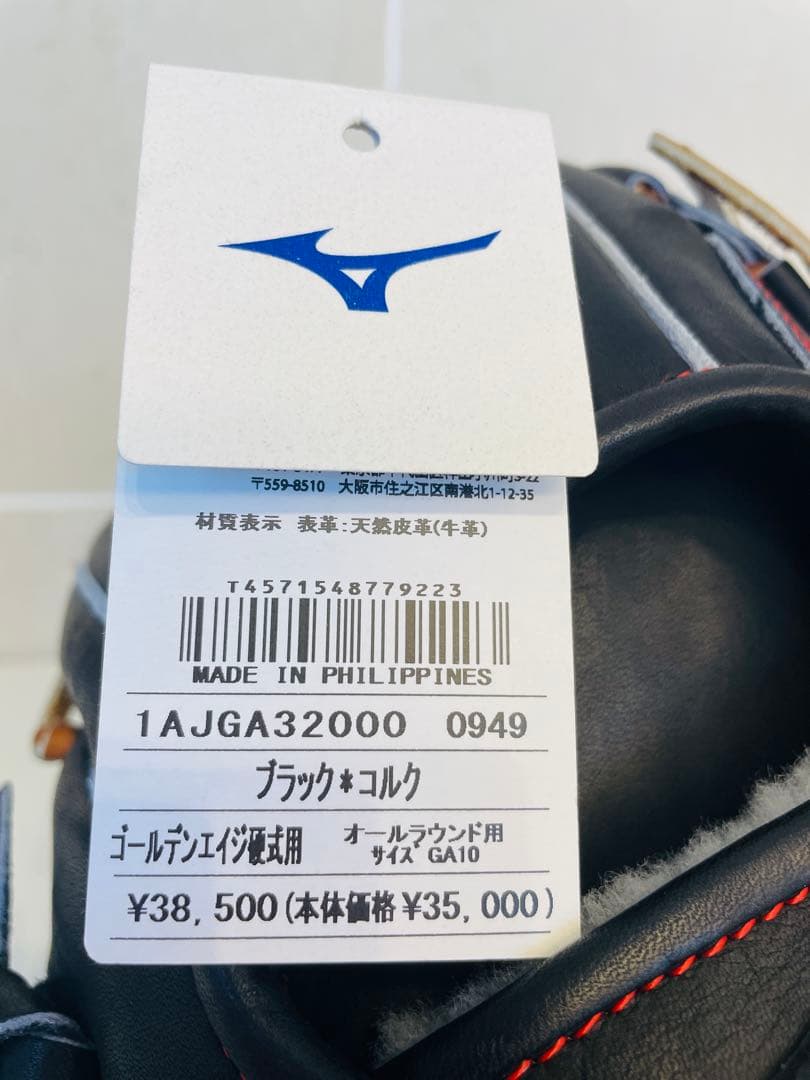 〒559-8510 大阪市住之江区南港北1-12-35
材質表示 表革:天然皮革(牛革)
T4571548779223
MADE IN PHILIPPINES
1AJGA32000 0949
ブラック*コルク
ゴールデンエイジ硬式用 オールラウンド用
サイズ GA10
¥38,500(本体価格¥35,000)